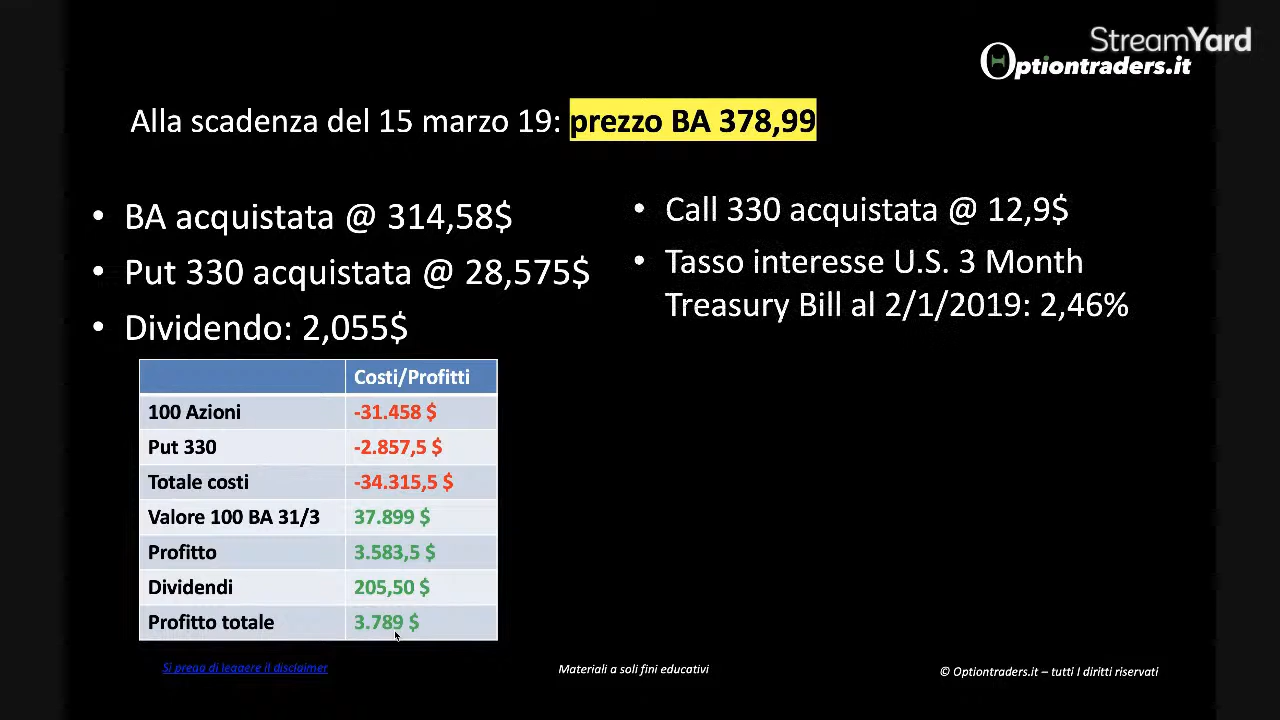 StreamYard
Optiontraders.it
Alla scadenza del 15 marzo 19: prezzo BA 378,99
• BA acquistata @ 314,58$
• Put 330 acquistata @ 28,575$
• Dividendo: 2,055$
• Call 330 acquistata @ 12,9$
• Tasso interesse U.S. 3 Month
Treasury Bill al 2/1/2019: 2,46%
Costi/Profitti
100 Azioni -31.458 $
Put 330 -2.857,5 $
Totale costi -34.315,5 $
Valore 100 BA 31/3 37.899 $
Profitto 3.583,5 $
Dividendi 205,50 $
Profitto totale 3.789 $
Si prega di leggere il disclaimer
Materiali a soli fini educativi
© Optiontraders.it – tutti I diritti riservati